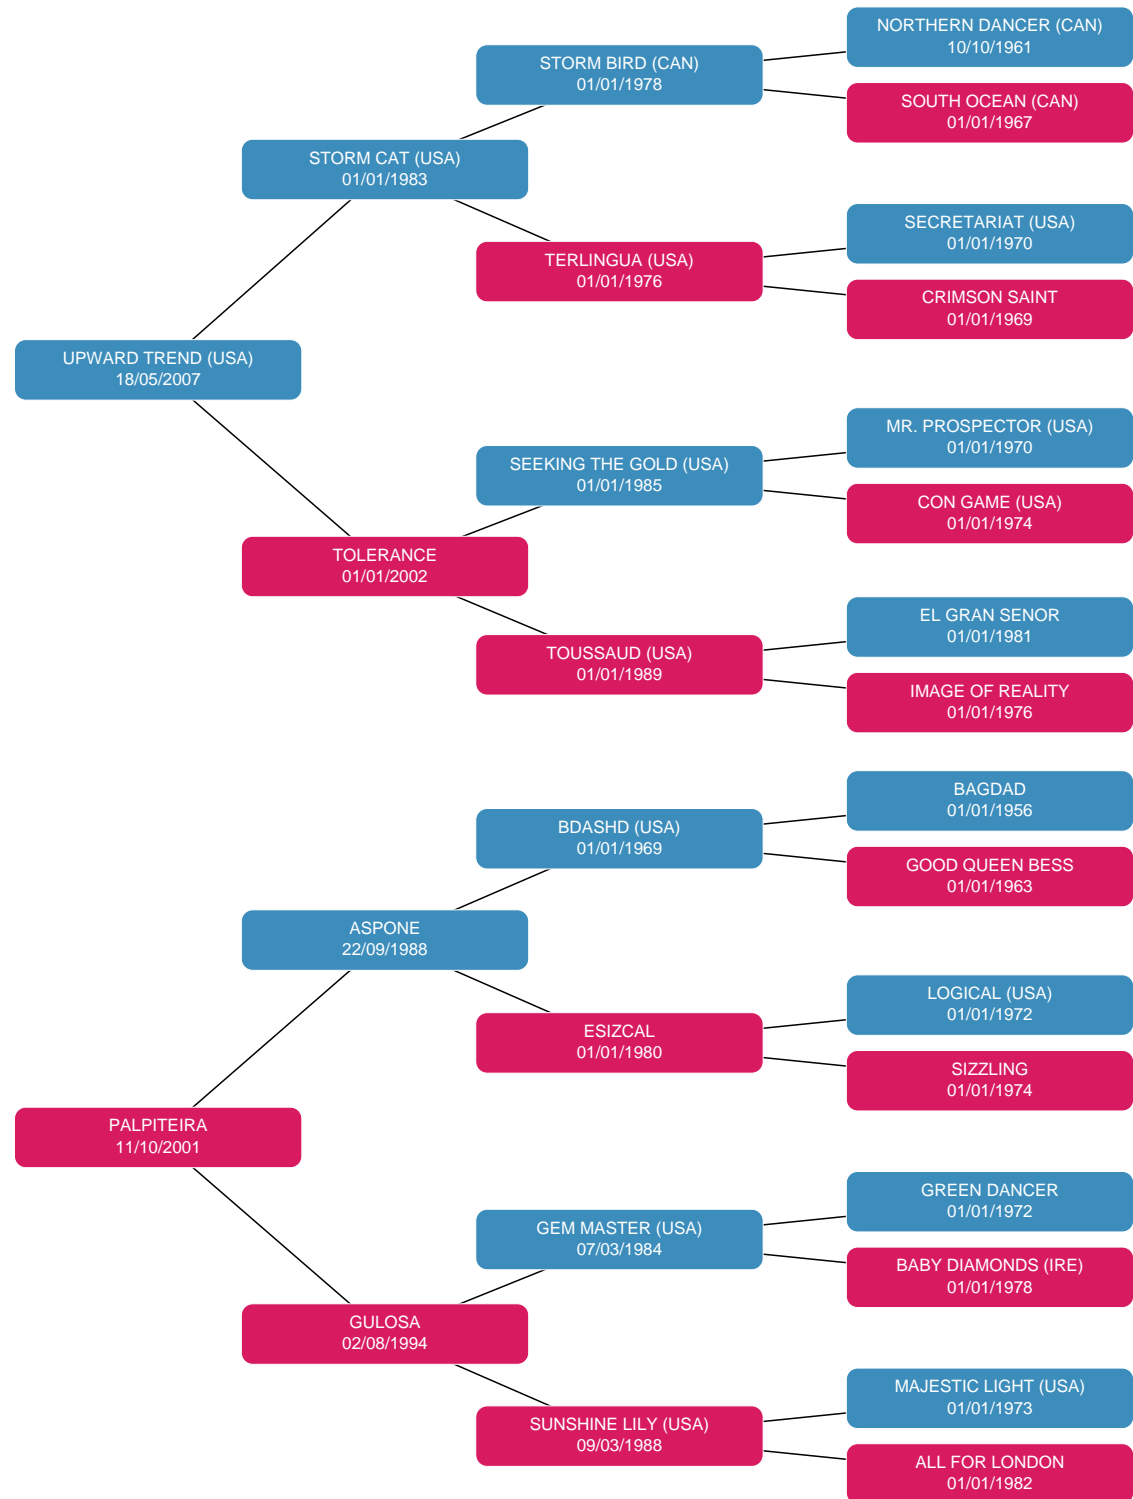 NORTHERN DANCER (CAN)
10/10/1961
STORM BIRD (CAN)
01/01/1978
SOUTH OCEAN (CAN)
01/01/1967
STORM CAT (USA)
01/01/1983
SECRETARIAT (USA)
01/01/1970
TERLINGUA (USA)
01/01/1976
CRIMSON SAINT
01/01/1969
UPWARD TREND (USA)
18/05/2007
MR. PROSPECTOR (USA)
01/01/1970
SEEKING THE GOLD (USA)
01/01/1985
CON GAME (USA)
01/01/1974
TOLERANCE
01/01/2002
EL GRAN SENOR
01/01/1981
TOUSSAUD (USA)
01/01/1989
IMAGE OF REALITY
01/01/1976
BAGDAD
01/01/1956
BDASHD (USA)
01/01/1969
GOOD QUEEN BESS
01/01/1963
ASPONE
22/09/1988
LOGICAL (USA)
01/01/1972
ESIZCAL
01/01/1980
SIZZLING
01/01/1974
PALPITEIRA
11/10/2001
GREEN DANCER
01/01/1972
GEM MASTER (USA)
07/03/1984
BABY DIAMONDS (IRE)
01/01/1978
GULOSA
02/08/1994
MAJESTIC LIGHT (USA)
01/01/1973
SUNSHINE LILY (USA)
09/03/1988
ALL FOR LONDON
01/01/1982